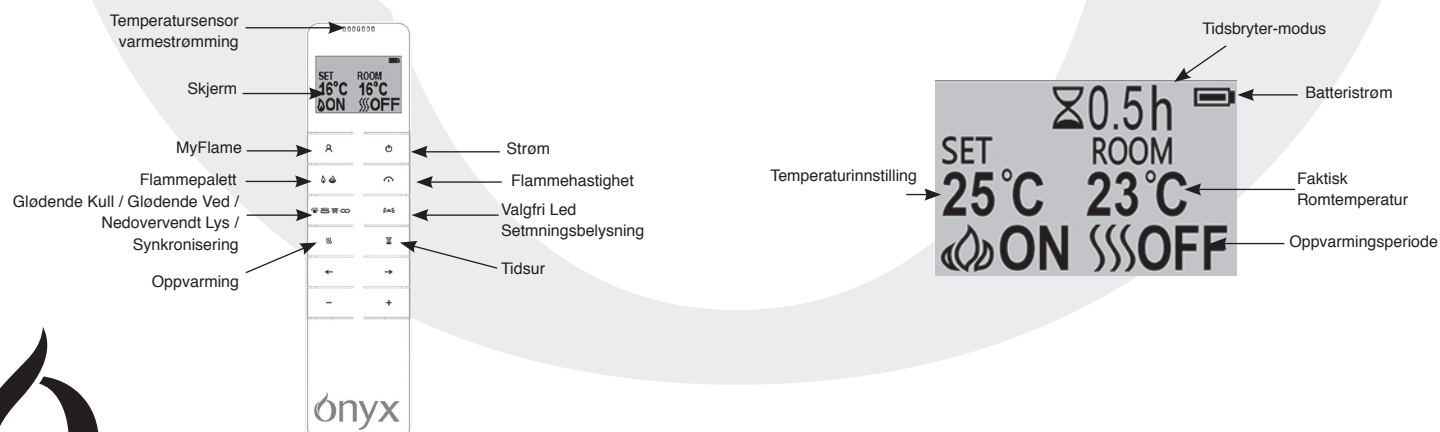 Temperatursensor
varmestrømming
Skjerm
MyFlame
Flammepalett
Glødende Kull / Glødende Ved /
Nedovervendt Lys /
Synkronisering
Oppvarming
SET ROOM
16°C 16°C
ON OFF
Strøm
Flammehastighet
Valgfri Led
Setmningsbelysning
Tidsur
onyx
Tidsbryter-modus
Batteristrøm
Temperaturinnstilling
0.5h
SET ROOM
25°C 23°C
ON OFF
Faktisk
Romtemperatur
Oppvarmingsperiode